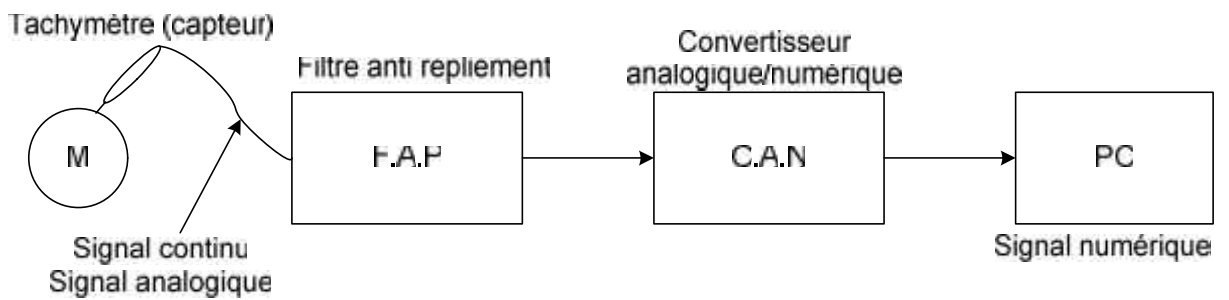 Tachymètre (capteur)
Filtre anti repliement
Convertisseur
analogique/numérique
M
F.A.P
C.A.N
PC
Signal continu
Signal analogique
Signal numérique